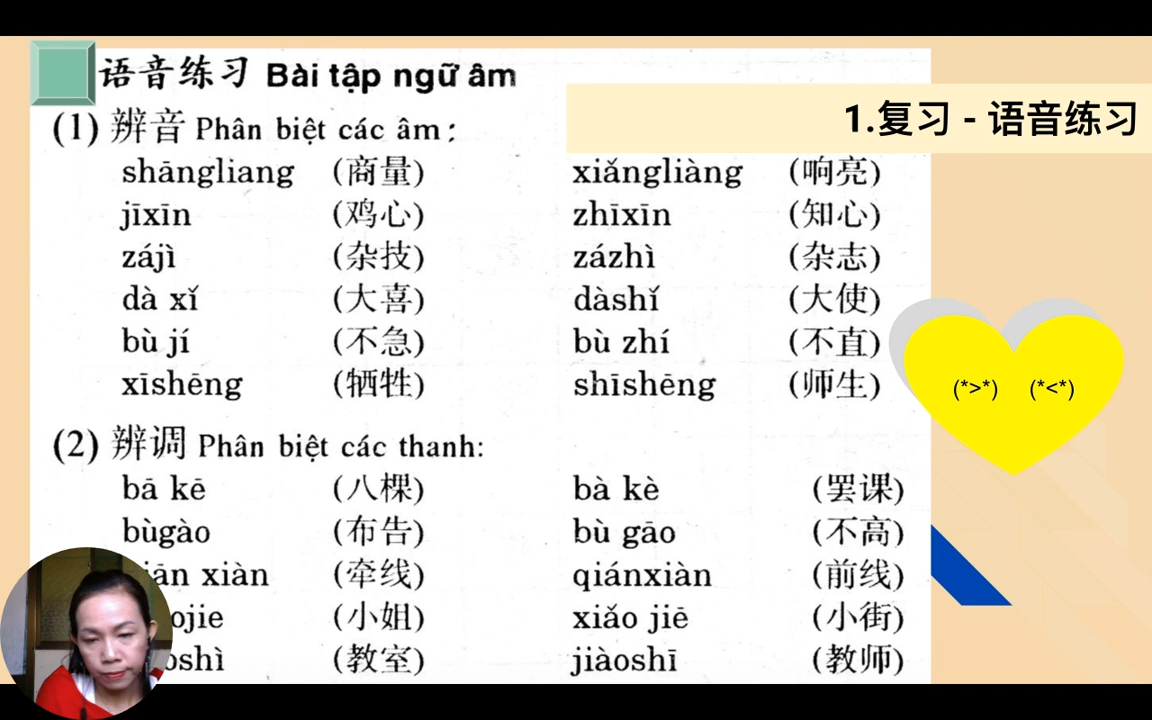 语音练习 Bài tập ngữ âm
1.复习 - 语音练习
(1) 辨音 Phân biệt các âm:
shāngliang (商量) xiǎngliàng (响亮)
jīxīn (鸡心) zhīxīn (知心)
zájì (杂技) zázhì (杂志)
dà xǐ (大喜) dàshǐ (大使)
bù jí (不急) bù zhí (不直)
xīshēng (牺牲) shīshēng (师生)
(*>*) (*<*)
(2) 辨调 Phân biệt các thanh:
bā kē (八棵) bà kè (罢课)
bùgào (布告) bù gāo (不高)
iān xiàn (牵线) qiánxiàn (前线)
ojie (小姐) xiǎo jiē (小街)
oshì (教室) jiàoshī (教师)